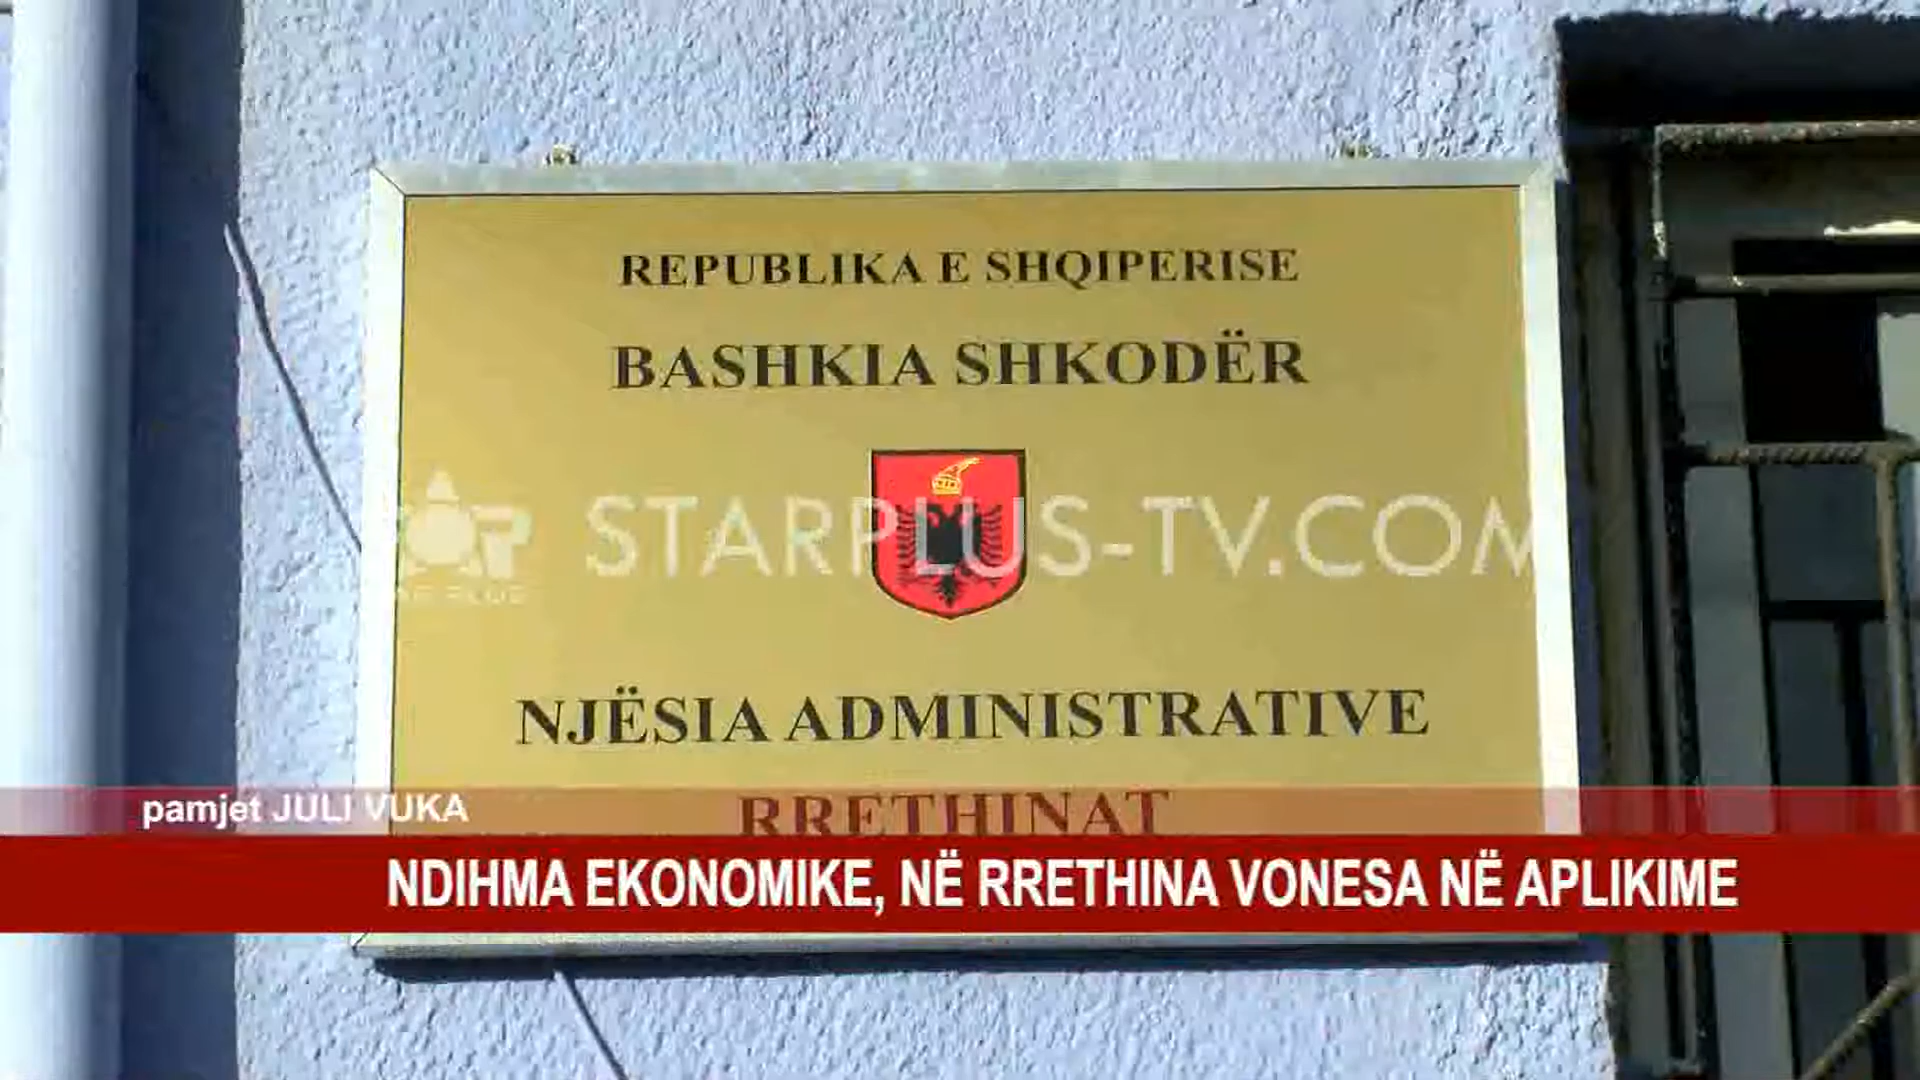 REPUBLIKA E SHQIPERISE
BASHKIA SHKODËR
STARPLUS-TV.COM
NJËSIA ADMINISTRATIVE
RRETHINAT
pamjet JULI VUKA
NDIHMA EKONOMIKE, NË RRETHINA VONESA NË APLIKIME